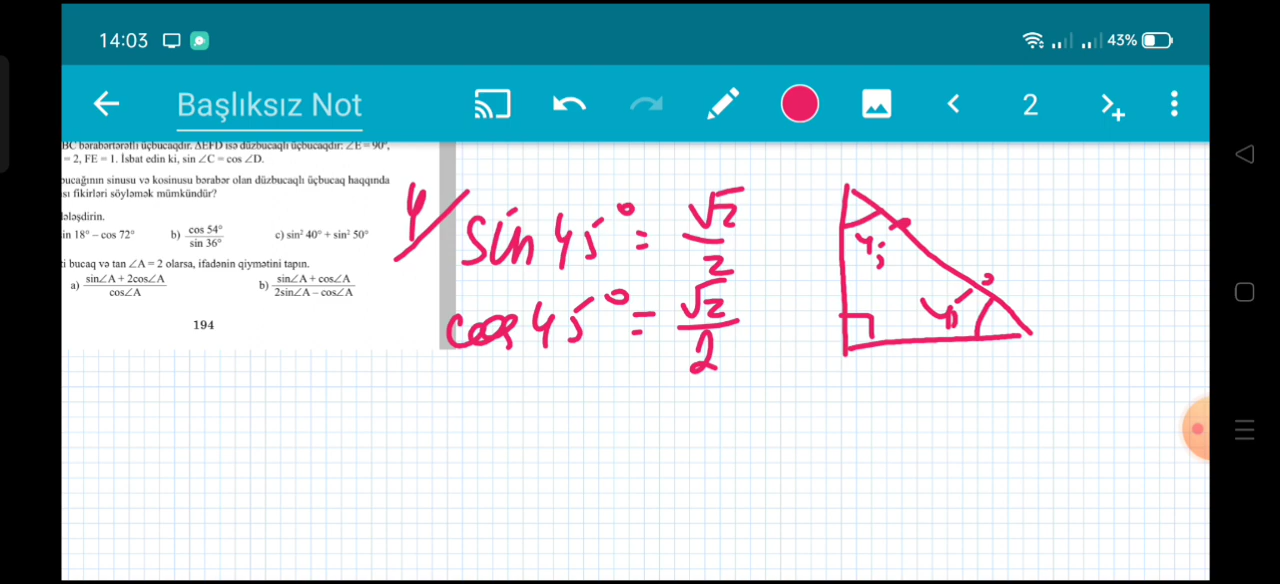 14:03 43%
Başlıksız Not 2
BC bərabərtərəfli üçbucaqdır. ΔEFD isə düzbucaqlı üçbucaqdır: ∠E = 90°,
= 2, FE = 1. İsbat edin ki, sin ∠C = cos ∠D.
bucağının sinusu və kosinusu bərabər olan düzbucaqlı üçbucaq haqqında
sı fikirləri söyləmək mümkündür?
dələşdirin.
in 18° – cos 72° b) cos 54° / sin 36° c) sin² 40° + sin² 50°
ti bucaq və tan ∠A = 2 olarsa, ifadənin qiymətini tapın.
a) sin∠A + 2cos∠A / cos∠A b) sin∠A + cos∠A / 2sin∠A – cos∠A
194
4/ sin 45° = √2 / 2
cos 45° = √2 / 2
45
45°